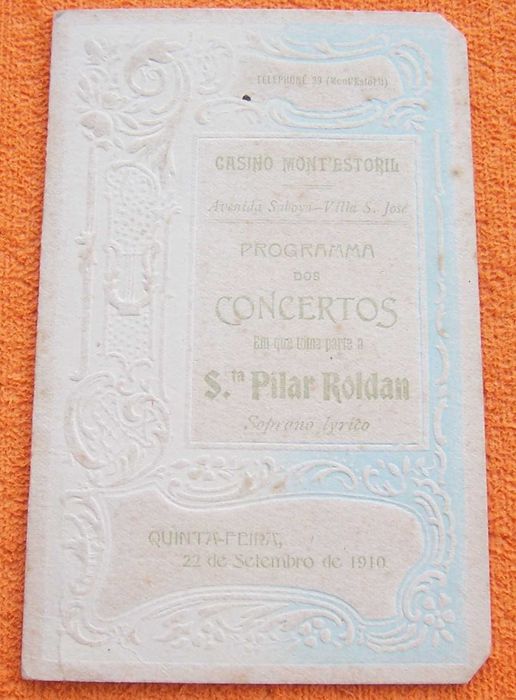 TELEPHONE 39 (Mont'Estoril)
CASINO MONT'ESTORIL
Avenida Saboya-Villa S. José
PROGRAMMA
DOS
CONCERTOS
Em que toma parte a
S.ta Pilar Roldan
Soprano lyrico
QUINTA-FEIRA,
22 de Setembro de 1910